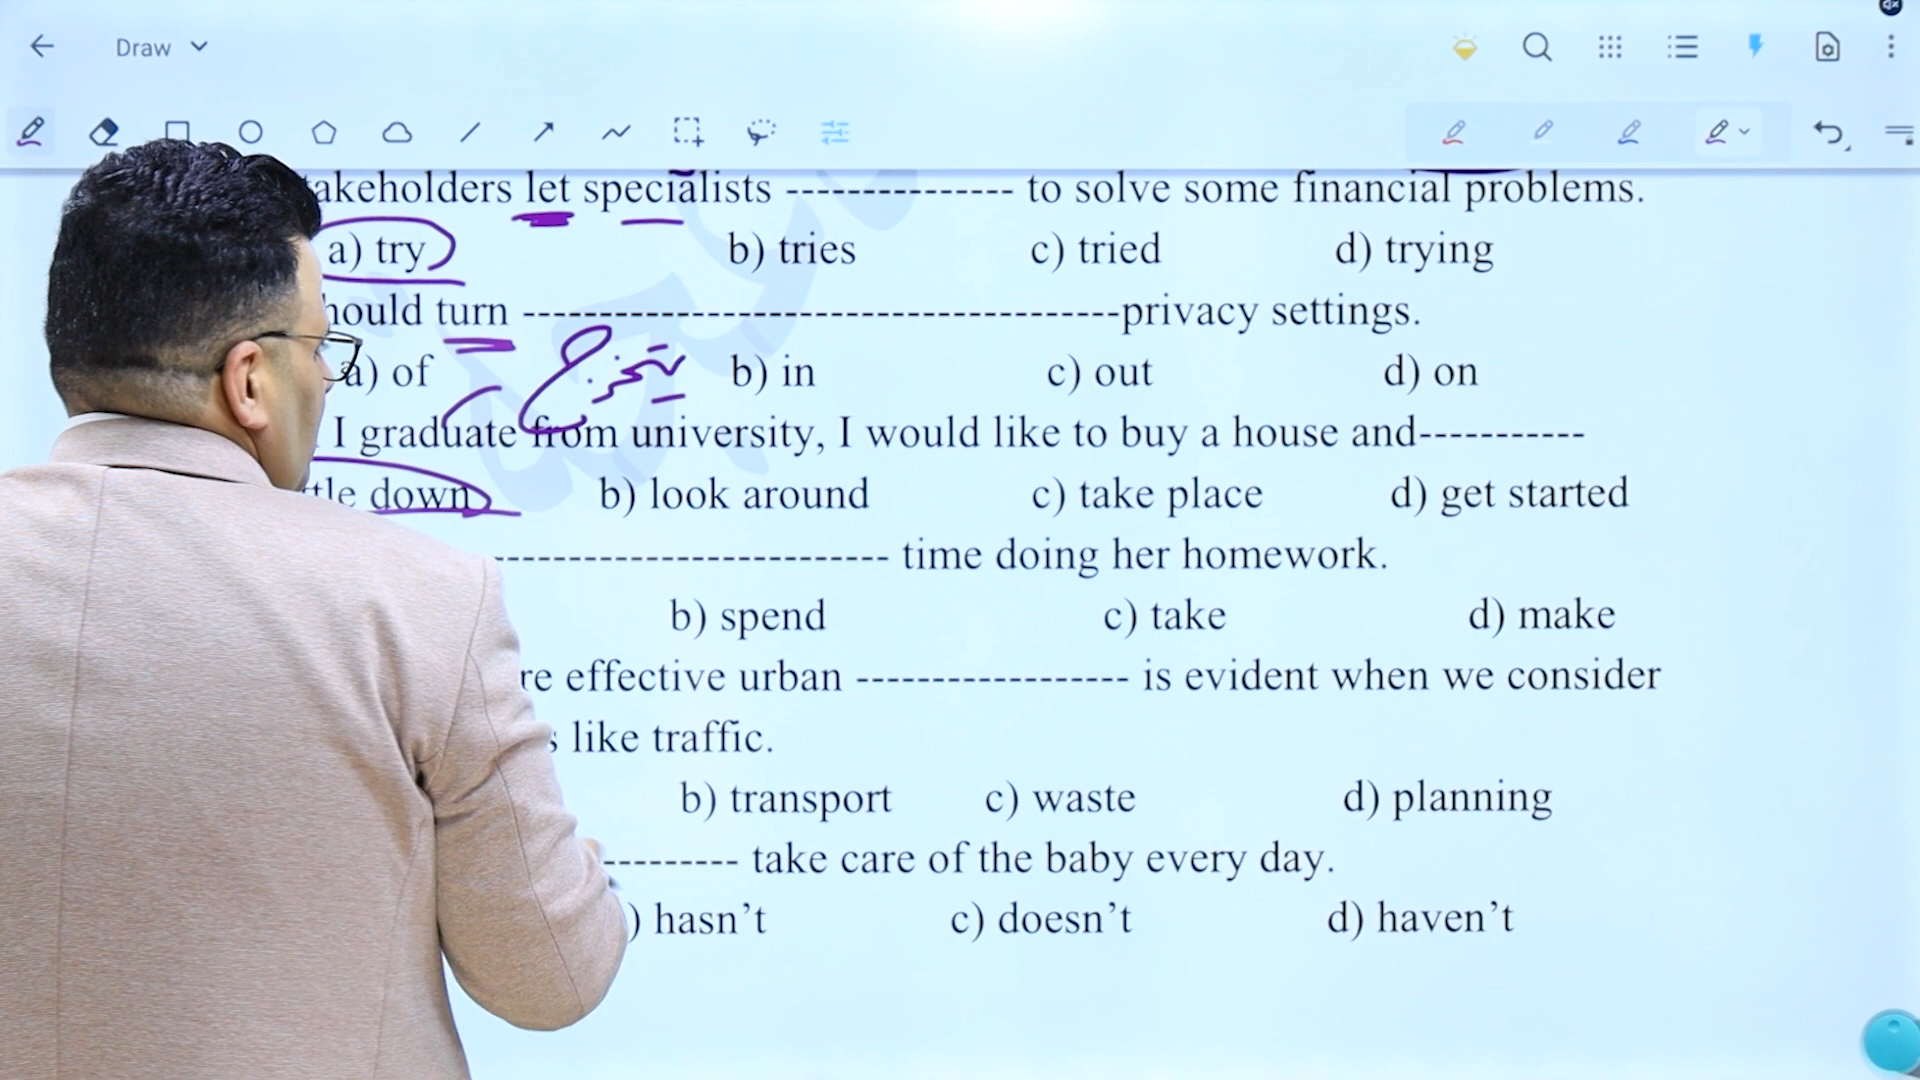 Draw
takeholders let specialists --------------- to solve some financial problems.
a) try b) tries c) tried d) trying
hould turn ---------------------------------------privacy settings.
a) of b) in c) out d) on
يتخرج
I graduate from university, I would like to buy a house and-----------
tle down b) look around c) take place d) get started
-------------------------- time doing her homework.
b) spend c) take d) make
re effective urban ------------------ is evident when we consider
s like traffic.
b) transport c) waste d) planning
--------- take care of the baby every day.
) hasn’t c) doesn’t d) haven’t